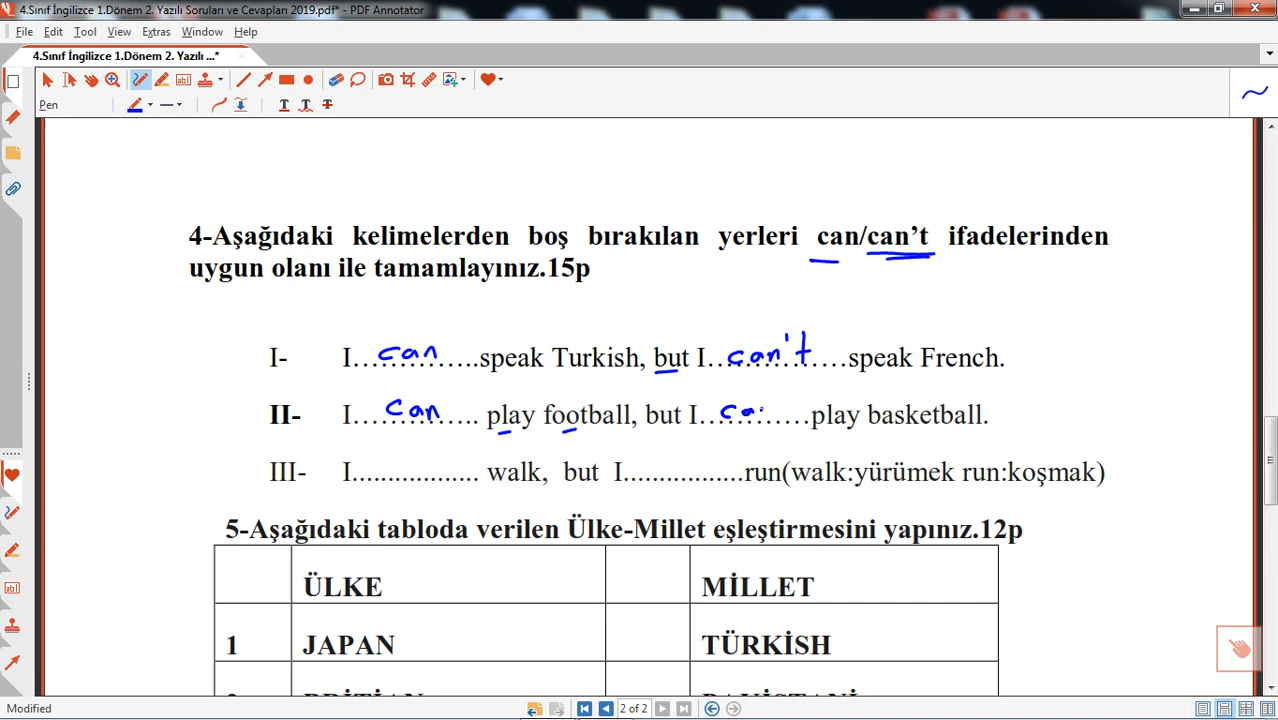 4.Sınıf İngilizce 1.Dönem 2. Yazılı Soruları ve Cevapları 2019.pdf* - PDF Annotator
File Edit Tool View Extras Window Help
4.Sınıf İngilizce 1.Dönem 2. Yazılı ...*
Pen
4-Aşağıdaki kelimelerden boş bırakılan yerleri can/can’t ifadelerinden
uygun olanı ile tamamlayınız.15p
I- I…can…..speak Turkish, but I…can't…speak French.
II- I…can….. play football, but I…ca…play basketball.
III- I.................. walk, but I.................run(walk:yürümek run:koşmak)
5-Aşağıdaki tabloda verilen Ülke-Millet eşleştirmesini yapınız.12p
ÜLKE MİLLET
1 JAPAN TÜRKİSH
Modified 2 of 2